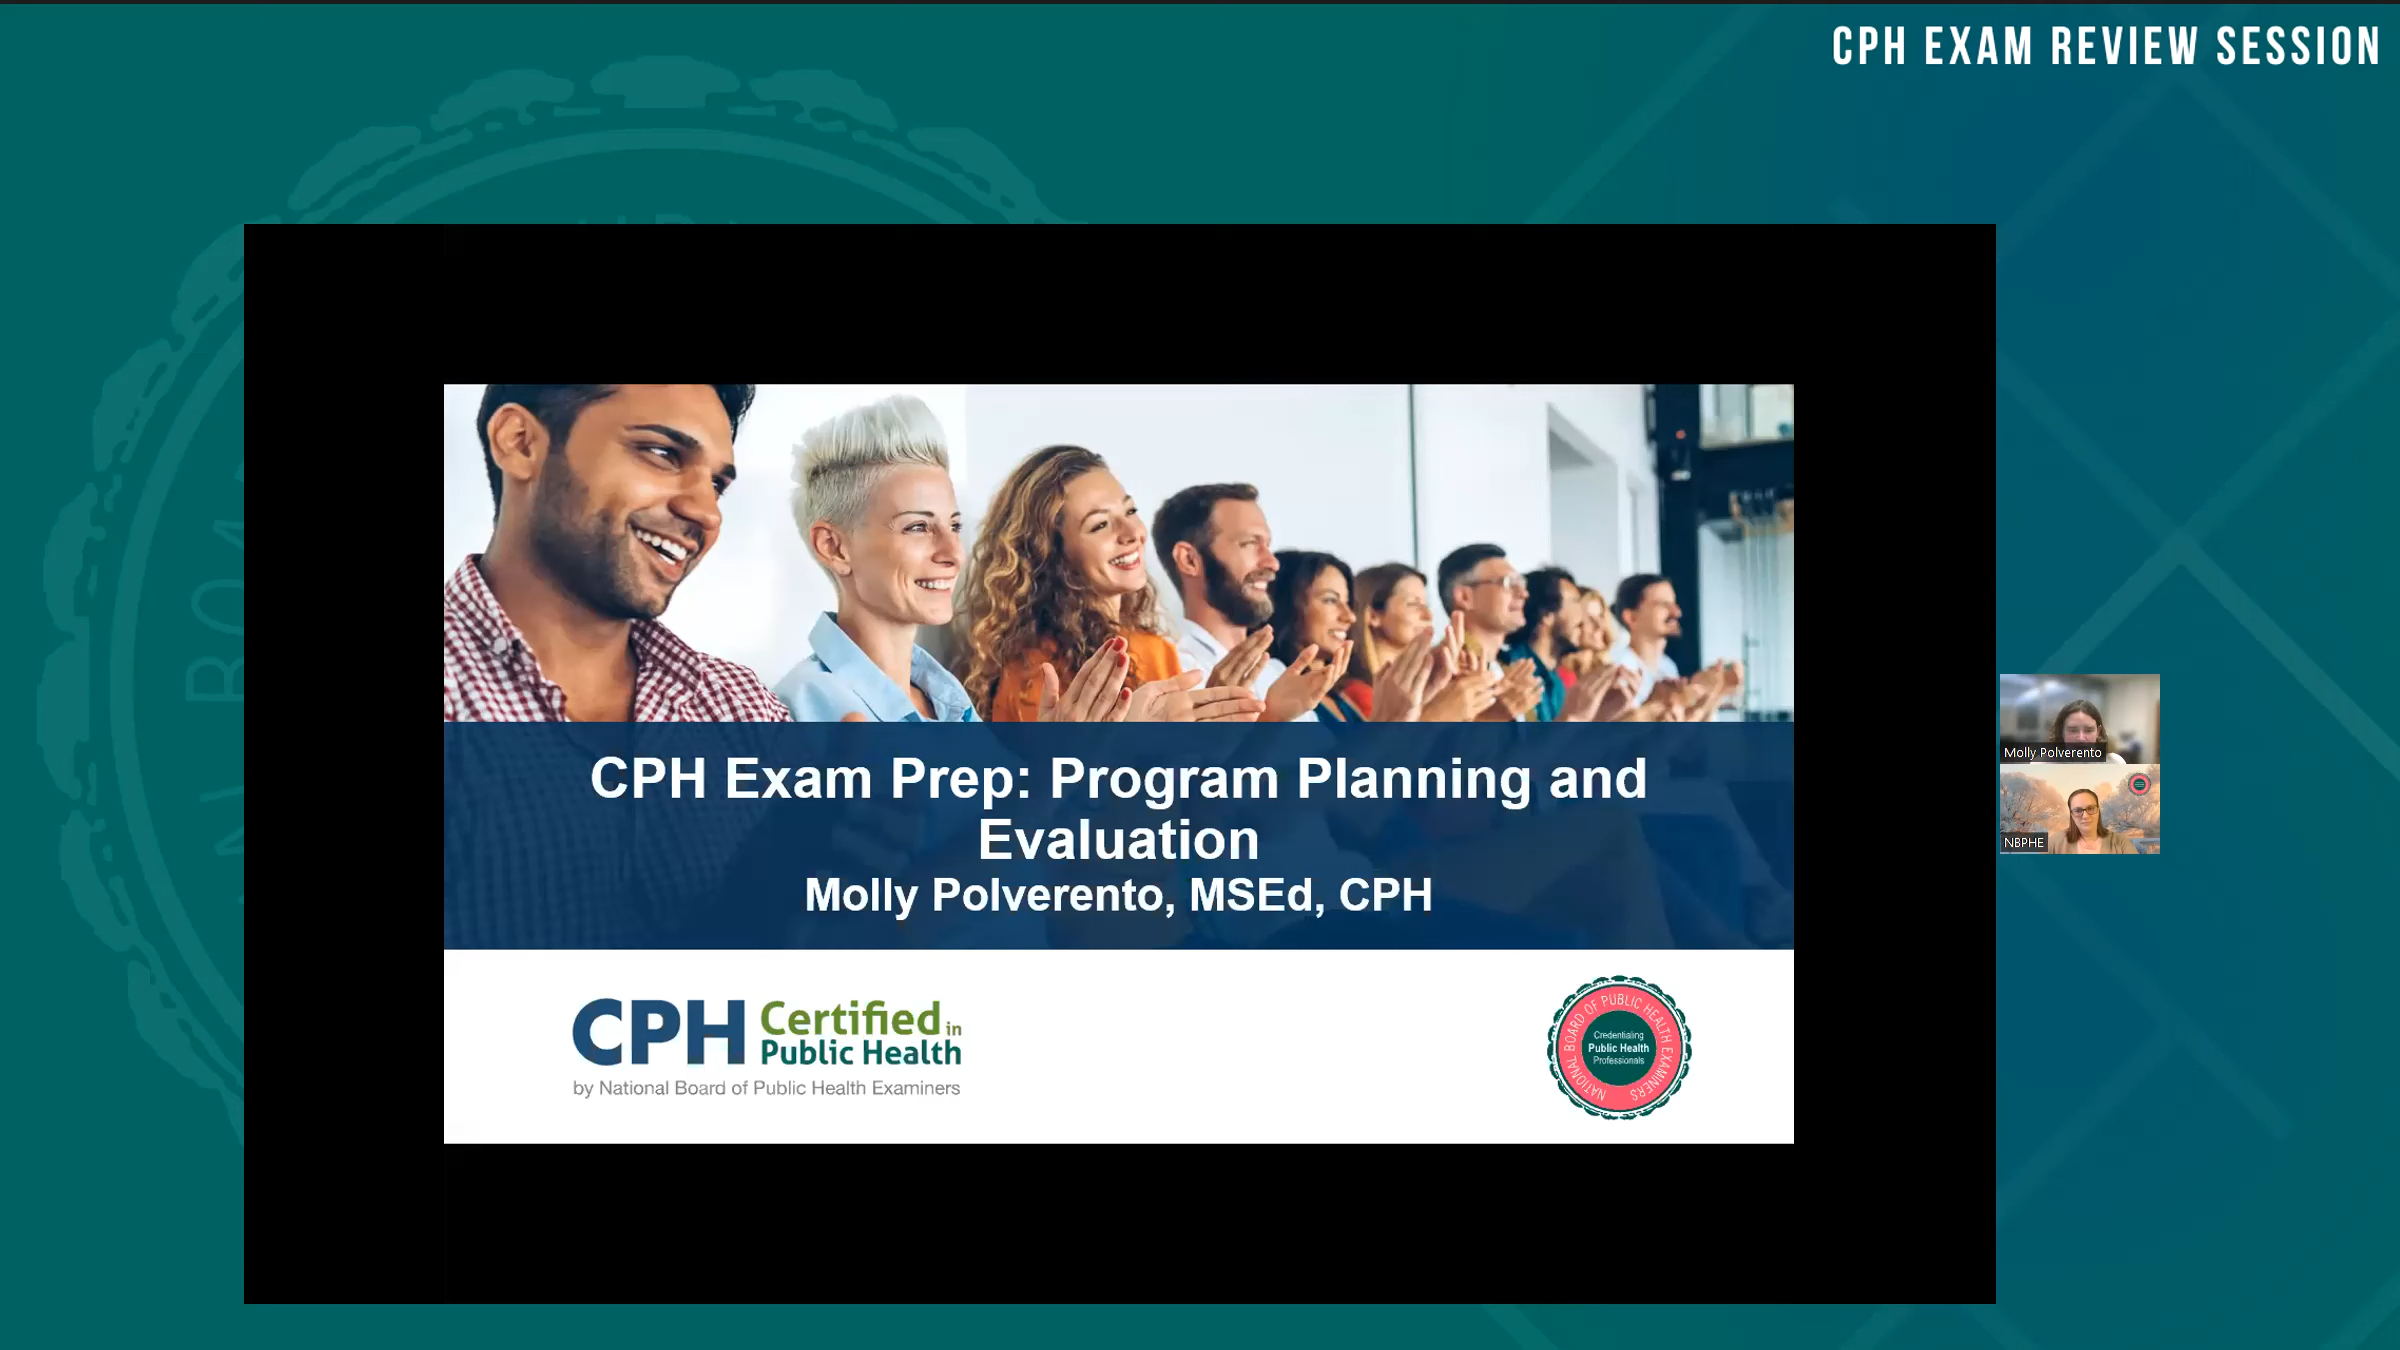 CPH EXAM REVIEW SESSION
CPH Exam Prep: Program Planning and
Evaluation
Molly Polverento, MSEd, CPH
CPH Certified in
Public Health
by National Board of Public Health Examiners
NATIONAL BOARD OF PUBLIC HEALTH EXAMINERS
Credentialing
Public Health
Professionals
Molly Polverento
NBPHE